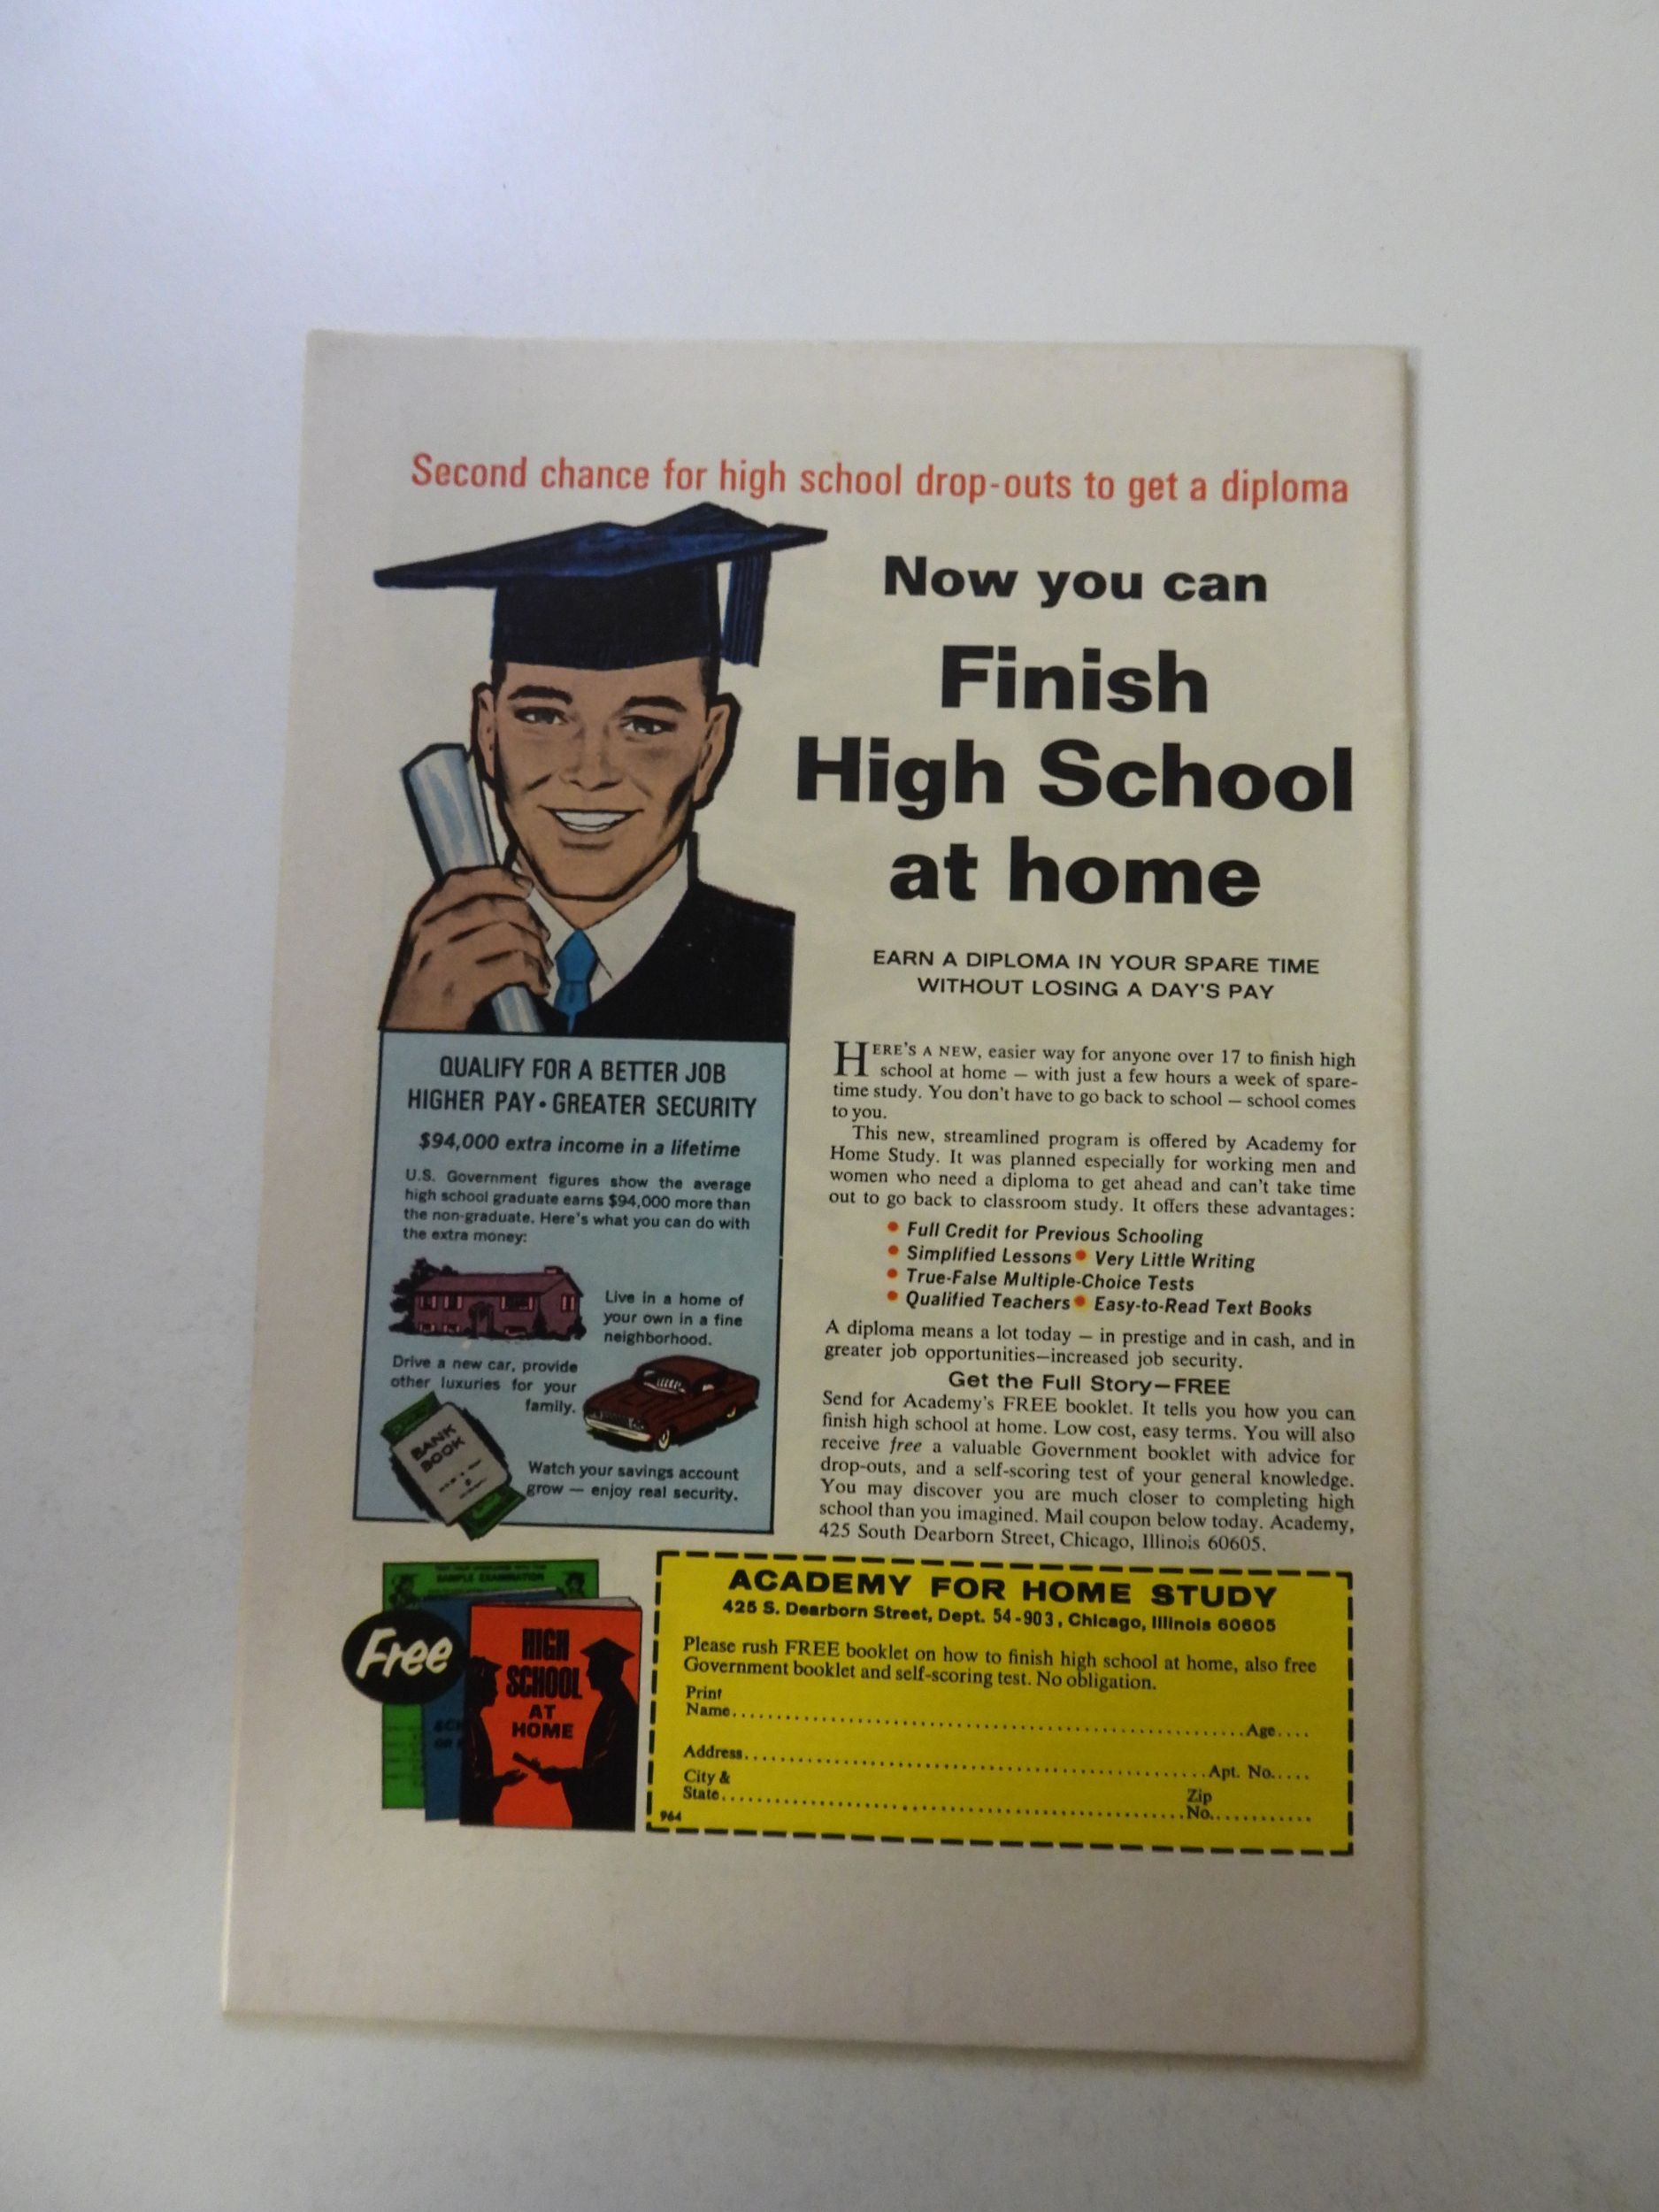 Second chance for high school drop-outs to get a diploma
Now you can
Finish
High School
at home
EARN A DIPLOMA IN YOUR SPARE TIME
WITHOUT LOSING A DAY'S PAY
HERE'S A NEW, easier way for anyone over 17 to finish high
school at home — with just a few hours a week of spare-
time study. You don't have to go back to school — school comes
to you.
This new, streamlined program is offered by Academy for
Home Study. It was planned especially for working men and
women who need a diploma to get ahead and can't take time
out to go back to classroom study. It offers these advantages:
• Full Credit for Previous Schooling
• Simplified Lessons • Very Little Writing
• True-False Multiple-Choice Tests
• Qualified Teachers • Easy-to-Read Text Books
A diploma means a lot today — in prestige and in cash, and in
greater job opportunities—increased job security.
Get the Full Story—FREE
Send for Academy's FREE booklet. It tells you how you can
finish high school at home. Low cost, easy terms. You will also
receive free a valuable Government booklet with advice for
drop-outs, and a self-scoring test of your general knowledge.
You may discover you are much closer to completing high
school than you imagined. Mail coupon below today. Academy,
425 South Dearborn Street, Chicago, Illinois 60605.
QUALIFY FOR A BETTER JOB
HIGHER PAY • GREATER SECURITY
$94,000 extra income in a lifetime
U.S. Government figures show the average
high school graduate earns $94,000 more than
the non-graduate. Here's what you can do with
the extra money:
Live in a home of
your own in a fine
neighborhood.
Drive a new car, provide
other luxuries for your
family.
BANK
BOOK
Watch your savings account
grow — enjoy real security.
SAMPLE EXAMINATION
Free
HIGH
SCHOOL
AT
HOME
ACADEMY FOR HOME STUDY
425 S. Dearborn Street, Dept. 54-903, Chicago, Illinois 60605
Please rush FREE booklet on how to finish high school at home, also free
Government booklet and self-scoring test. No obligation.
Print
Name.......... Age....
Address.......... Apt. No.....
City & Zip
State.......... No...........
964